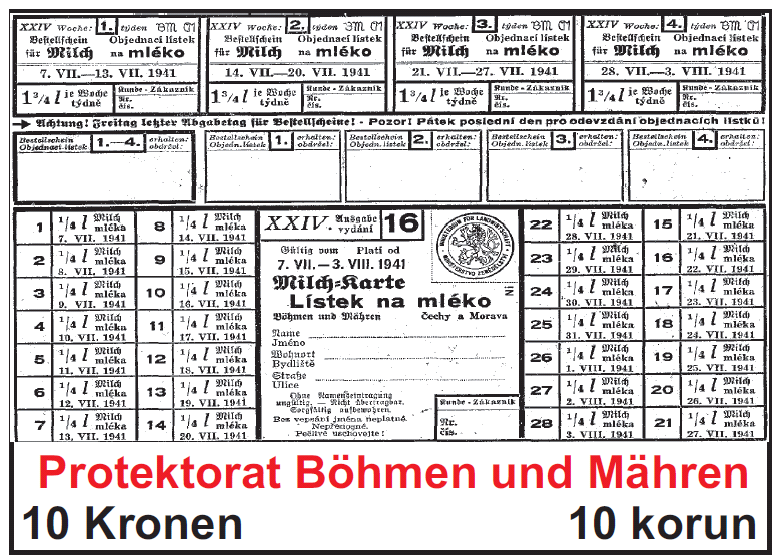 XXIV Woche: 1. týden BM ČM
Bestellschein Objednací lístek
für Milch na mléko
7. VII.—13. VII. 1941
1 3/4 l je Woche týdně
Kunde - Zákazník
Nr.
čís.
XXIV Woche: 2. týden BM ČM
Bestellschein Objednací lístek
für Milch na mléko
14. VII.—20. VII. 1941
1 3/4 l je Woche týdně
Kunde - Zákazník
Nr.
čís.
XXIV Woche: 3. týden BM ČM
Bestellschein Objednací lístek
für Milch na mléko
21. VII.—27. VII. 1941
1 3/4 l je Woche týdně
Kunde - Zákazník
Nr.
čís.
XXIV Woche: 4. týden BM ČM
Bestellschein Objednací lístek
für Milch na mléko
28. VII.—3. VIII. 1941
1 3/4 l je Woche týdně
Kunde - Zákazník
Nr.
čís.
Achtung! Freitag letzter Abgabetag für Bestellscheine! - Pozor! Pátek poslední den pro odevzdání objednacích lístků!
Bestellschein 1.—4. erhalten:
Objednací lístek obdržel:
Bestellschein 1. erhalten:
Objedn. lístek obdržel:
Bestellschein 2. erhalten:
Objedn. lístek obdržel:
Bestellschein 3. erhalten:
Objedn. lístek obdržel:
Bestellschein 4. erhalten:
Objedn. lístek obdržel:
1 1/4 l Milch mléka 7. VII. 1941
2 1/4 l Milch mléka 8. VII. 1941
3 1/4 l Milch mléka 9. VII. 1941
4 1/4 l Milch mléka 10. VII. 1941
5 1/4 l Milch mléka 11. VII. 1941
6 1/4 l Milch mléka 12. VII. 1941
7 1/4 l Milch mléka 13. VII. 1941
8 1/4 l Milch mléka 14. VII. 1941
9 1/4 l Milch mléka 15. VII. 1941
10 1/4 l Milch mléka 16. VII. 1941
11 1/4 l Milch mléka 17. VII. 1941
12 1/4 l Milch mléka 18. VII. 1941
13 1/4 l Milch mléka 19. VII. 1941
14 1/4 l Milch mléka 20. VII. 1941
XXIV. Ausgabe vydání 16
MINISTERIUM FÜR LANDWIRTSCHAFT
MINISTERSTVO ZEMĚDĚLSTVÍ
Gültig vom Platí od
7. VII.—3. VIII. 1941
Milch-Karte
Lístek na mléko
Böhmen und Mähren Čechy a Morava
Name
Jméno
Wohnort
Bydliště
Straße
Ulice
Ohne Namenseintragung
ungültig. — Nicht übertragbar.
Sorgfältig aufbewahren.
Bez vepsání jména neplatné.
Nepřenosné.
Pečlivě uschovejte!
Kunde - Zákazník
Nr.
čís.
22 1/4 l Milch mléka 28. VII. 1941
23 1/4 l Milch mléka 29. VII. 1941
24 1/4 l Milch mléka 30. VII. 1941
25 1/4 l Milch mléka 31. VII. 1941
26 1/4 l Milch mléka 1. VIII. 1941
27 1/4 l Milch mléka 2. VIII. 1941
28 1/4 l Milch mléka 3. VIII. 1941
15 1/4 l Milch mléka 21. VII. 1941
16 1/4 l Milch mléka 22. VII. 1941
17 1/4 l Milch mléka 23. VII. 1941
18 1/4 l Milch mléka 24. VII. 1941
19 1/4 l Milch mléka 25. VII. 1941
20 1/4 l Milch mléka 26. VII. 1941
21 1/4 l Milch mléka 27. VII. 1941
Protektorat Böhmen und Mähren
10 Kronen 10 korun